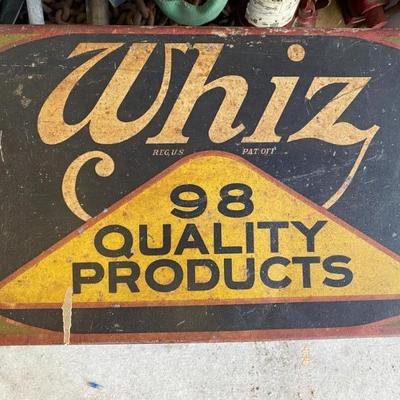 Whiz
REG. U.S. PAT. OFF.
98
QUALITY
PRODUCTS